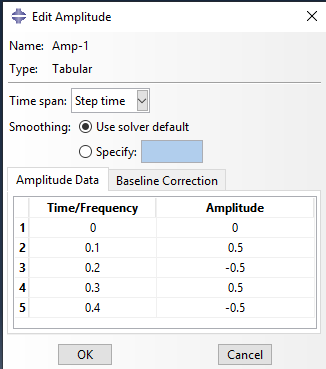 Edit Amplitude
Name: Amp-1
Type: Tabular
Time span: Step time
Smoothing: Use solver default
Specify:
Amplitude Data Baseline Correction
Time/Frequency Amplitude
1 0 0
2 0.1 0.5
3 0.2 -0.5
4 0.3 0.5
5 0.4 -0.5
OK Cancel